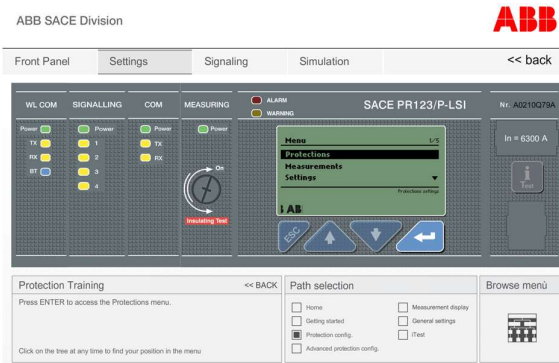 ABB SACE Division
ABB
Front Panel
Settings
Signaling
Simulation
<< back
WL COM
SIGNALLING
COM
MEASURING
ALARM
WARNING
SACE PR123/P-LSI
Nr. A0210Q79A
Power
TX
RX
BT
Power
1
2
3
4
Power
TX
RX
Power
On
Insulating Test
Menu 1/5
Protections
Measurements
Settings
Protections settings
ABB
ESC
In = 6300 A
i
Test
Protection Training << BACK
Press ENTER to access the Protections menu.
Click on the tree at any time to find your position in the menu
Path selection
Home
Getting started
Protection config.
Advanced protection config.
Measurement display
General settings
iTest
Browse menù